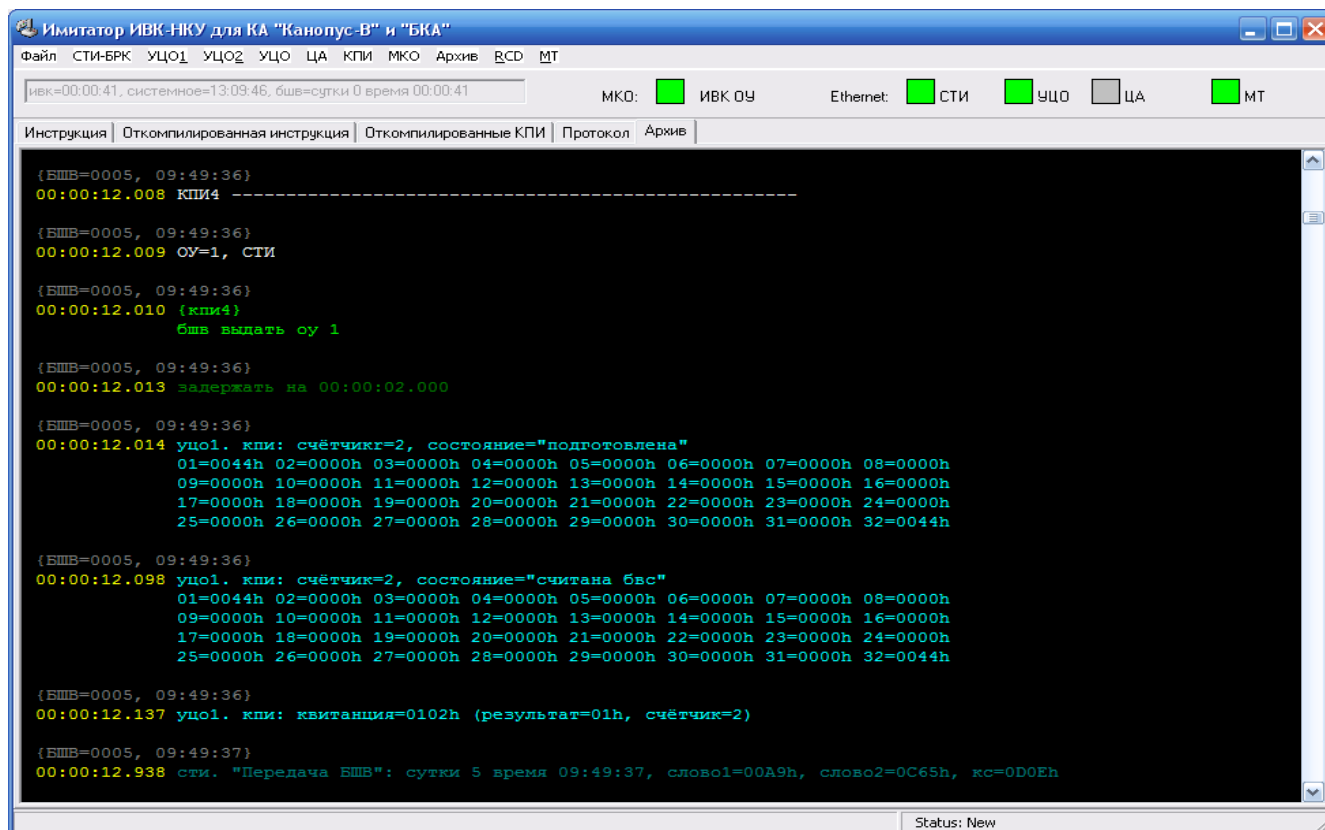 Имитатор ИВК-НКУ для КА "Канопус-В" и "БКА"
Файл СТИ-БРК УЦО1 УЦО2 УЦО ЦА КПИ МКО Архив RCD МТ
ивк=00:00:41, системное=13:09:46, бшв=сутки 0 время 00:00:41 МКО: ИВК ОУ Ethernet: СТИ УЦО ЦА МТ
Инструкция Откомпилированная инструкция Откомпилированные КПИ Протокол Архив
{БШВ=0005, 09:49:36}
00:00:12.008 КПИ4 ----------------------------------------------------
{БШВ=0005, 09:49:36}
00:00:12.009 ОУ=1, СТИ
{БШВ=0005, 09:49:36}
00:00:12.010 {кпи4}
бшв выдать оу 1
{БШВ=0005, 09:49:36}
00:00:12.013 задержать на 00:00:02.000
{БШВ=0005, 09:49:36}
00:00:12.014 уцо1. кпи: счётчикг=2, состояние="подготовлена"
01=0044h 02=0000h 03=0000h 04=0000h 05=0000h 06=0000h 07=0000h 08=0000h
09=0000h 10=0000h 11=0000h 12=0000h 13=0000h 14=0000h 15=0000h 16=0000h
17=0000h 18=0000h 19=0000h 20=0000h 21=0000h 22=0000h 23=0000h 24=0000h
25=0000h 26=0000h 27=0000h 28=0000h 29=0000h 30=0000h 31=0000h 32=0044h
{БШВ=0005, 09:49:36}
00:00:12.098 уцо1. кпи: счётчик=2, состояние="считана бвс"
01=0044h 02=0000h 03=0000h 04=0000h 05=0000h 06=0000h 07=0000h 08=0000h
09=0000h 10=0000h 11=0000h 12=0000h 13=0000h 14=0000h 15=0000h 16=0000h
17=0000h 18=0000h 19=0000h 20=0000h 21=0000h 22=0000h 23=0000h 24=0000h
25=0000h 26=0000h 27=0000h 28=0000h 29=0000h 30=0000h 31=0000h 32=0044h
{БШВ=0005, 09:49:36}
00:00:12.137 уцо1. кпи: квитанция=0102h (результат=01h, счётчик=2)
{БШВ=0005, 09:49:37}
00:00:12.938 сти. "Передача БШВ": сутки 5 время 09:49:37, слово1=00A9h, слово2=0C65h, кс=0D0Eh
Status: New